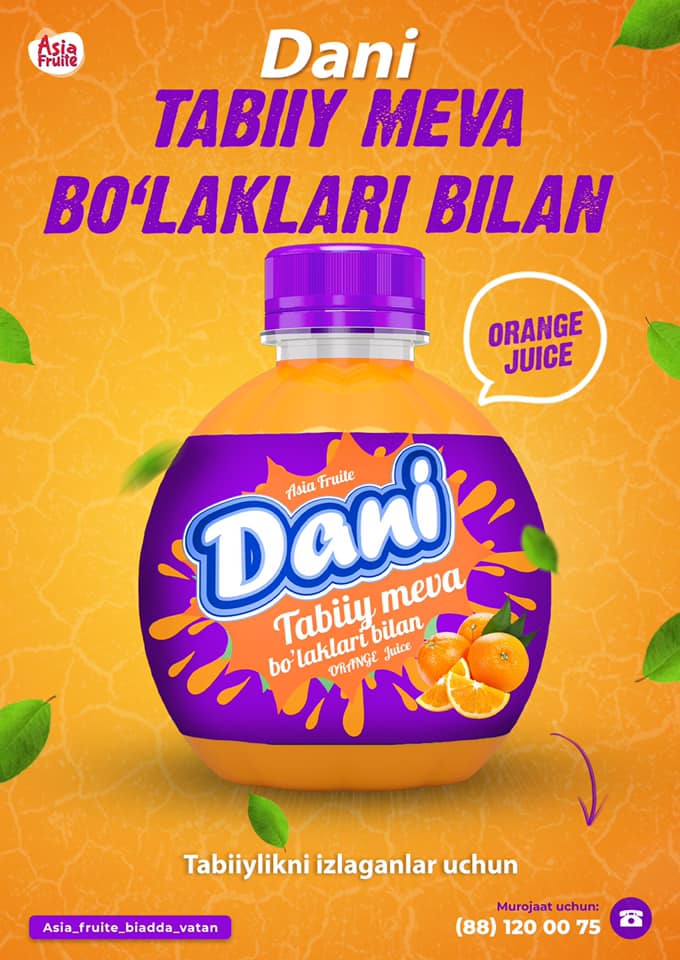 Asia
Fruite
Dani
TABIIY MEVA
BO‘LAKLARI BILAN
ORANGE
JUICE
Asia Fruite
Dani
Tabiiy meva
bo'laklari bilan
ORANGE Juice
Tabiiylikni izlaganlar uchun
Asia_fruite_biadda_vatan
Murojaat uchun:
(88) 120 00 75